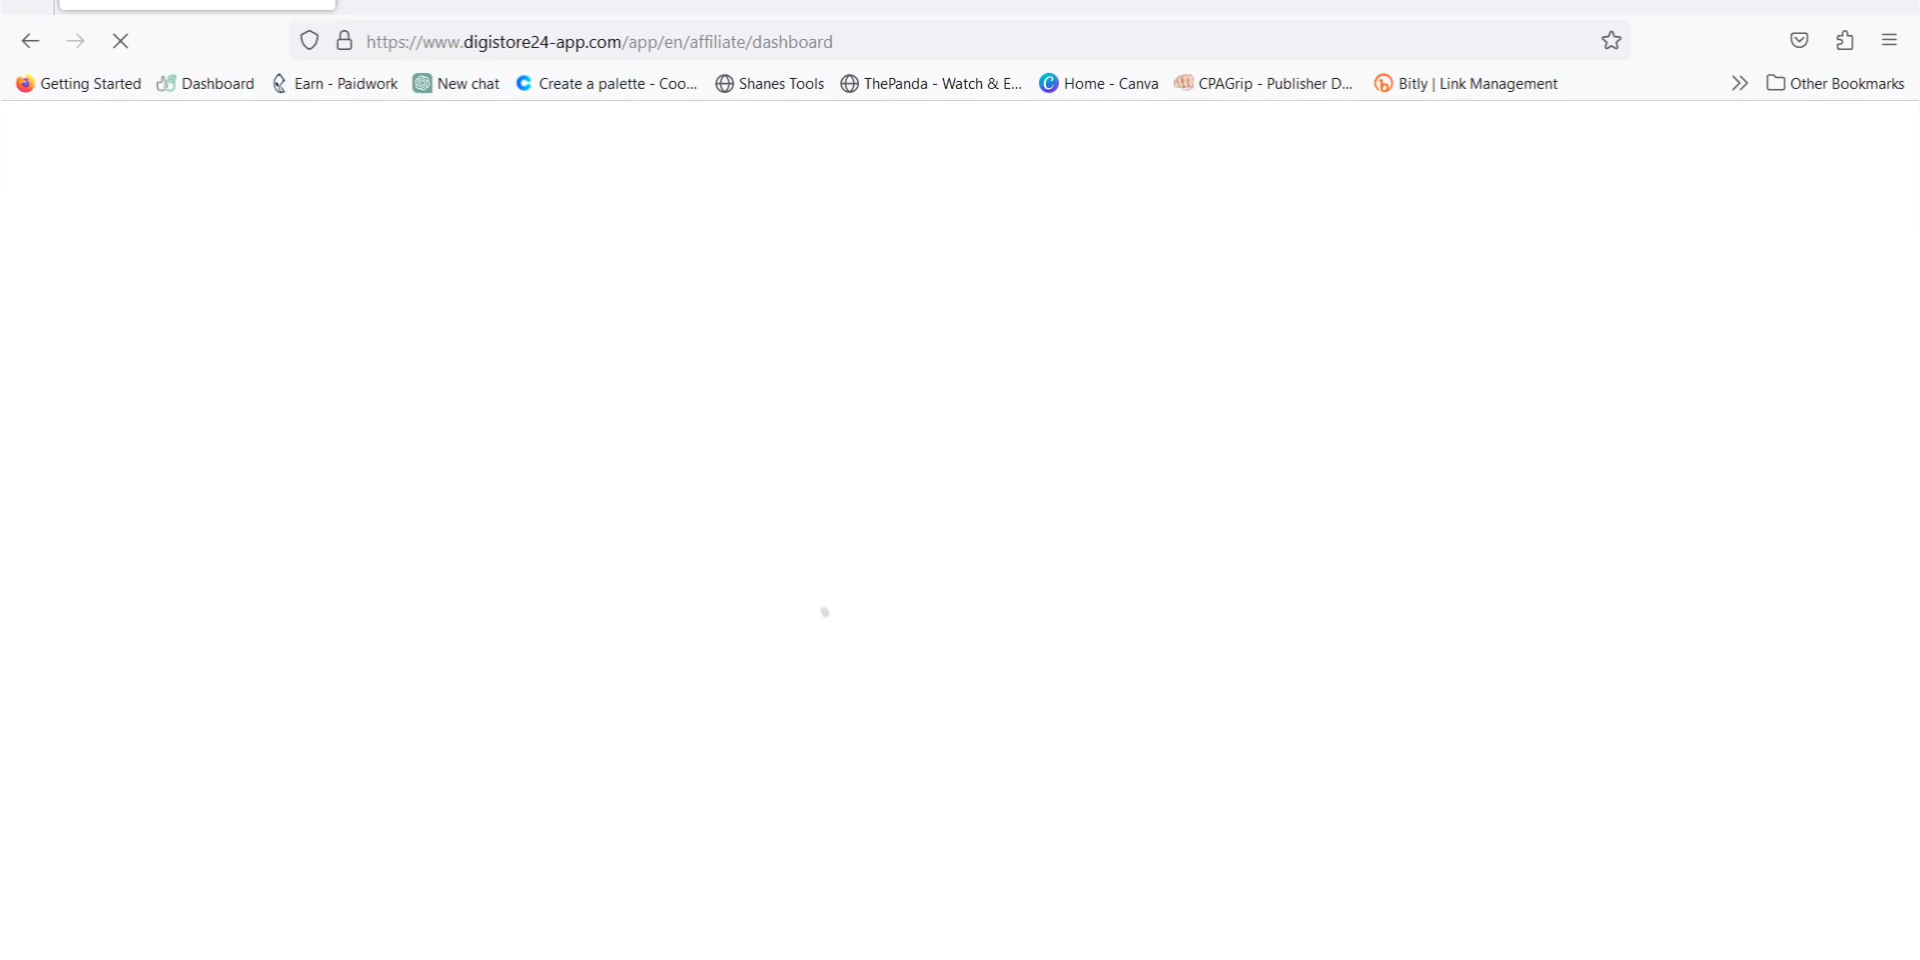 https://www.digistore24-app.com/app/en/affiliate/dashboard
Getting Started Dashboard Earn - Paidwork New chat Create a palette - Coo... Shanes Tools ThePanda - Watch & E... Home - Canva CPAGrip - Publisher D... Bitly | Link Management Other Bookmarks